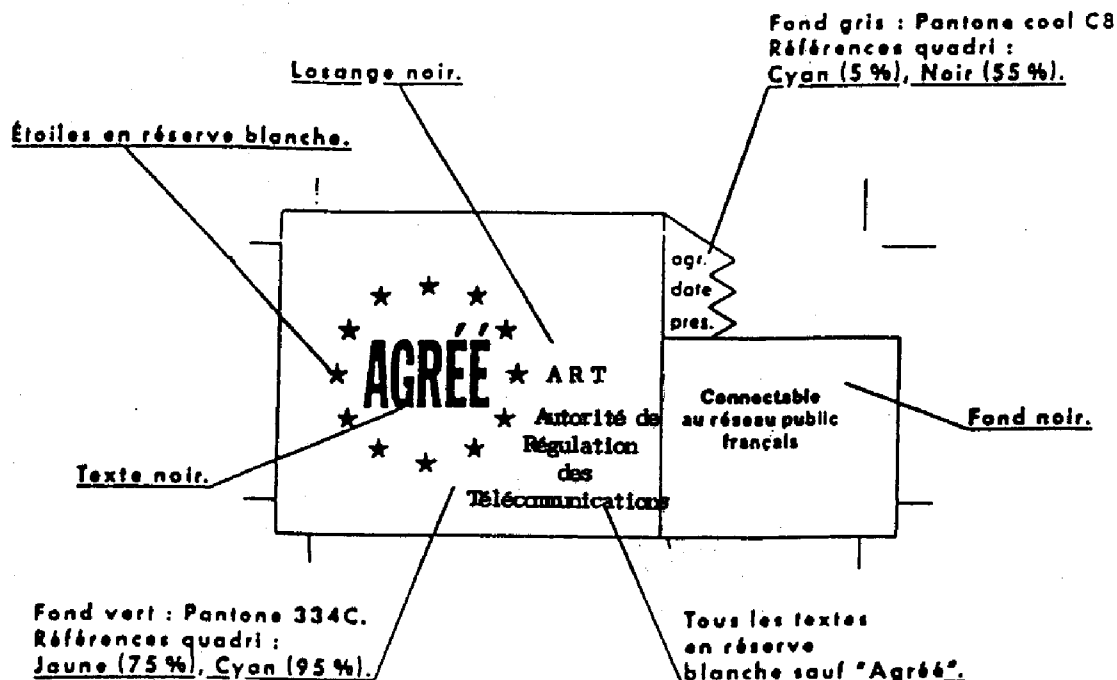 Fond gris : Pantone cool C8
Références quadri :
Cyan (5 %), Noir (55 %).
Losange noir.
Étoiles en réserve blanche.
agr.
date
pres.
AGRÉÉ
ART
Autorité de
Régulation
des
Télécommunications
Connectable
au réseau public
français
Fond noir.
Texte noir.
Fond vert : Pantone 334C.
Références quadri :
Jaune (75 %), Cyan (95 %).
Tous les textes
en réserve
blanche sauf "Agréé".